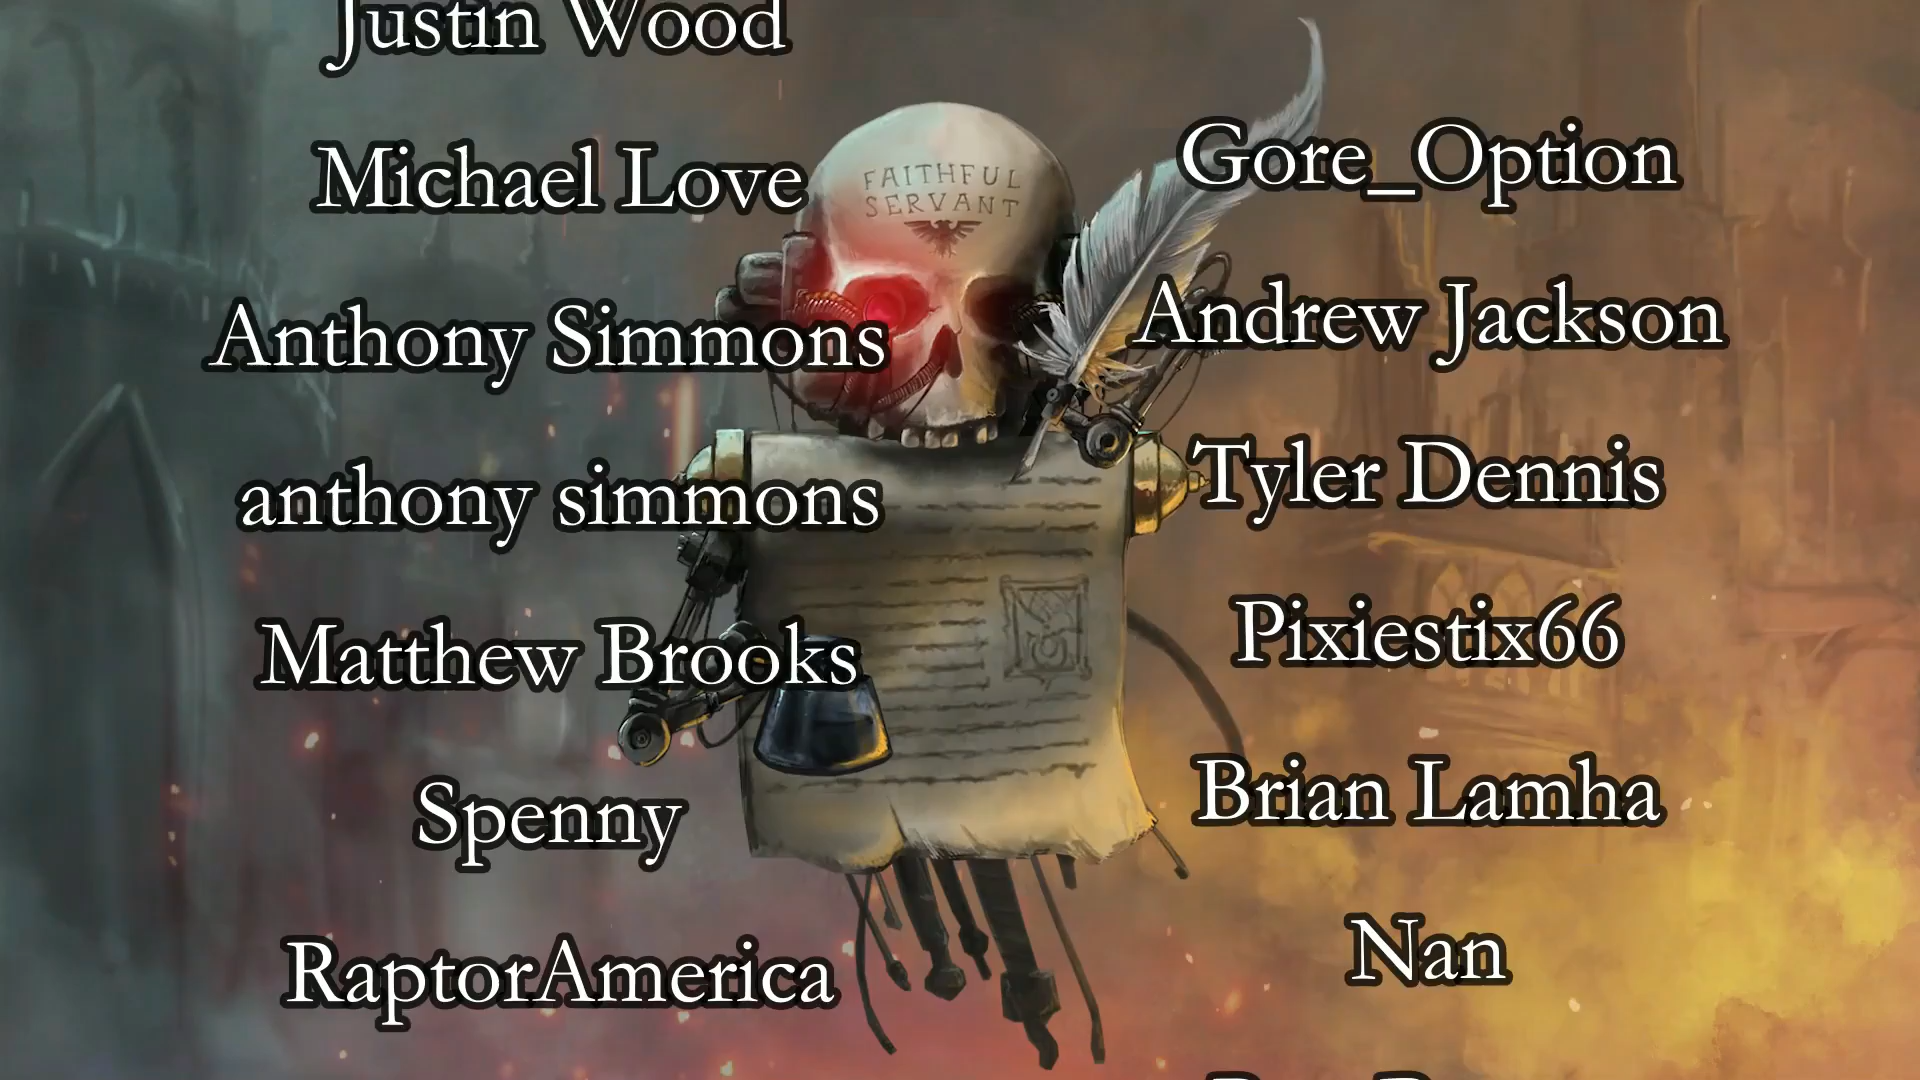 Justin Wood
Michael Love
Anthony Simmons
anthony simmons
Matthew Brooks
Spenny
RaptorAmerica
FAITHFUL
SERVANT
Gore_Option
Andrew Jackson
Tyler Dennis
Pixiestix66
Brian Lamha
Nan